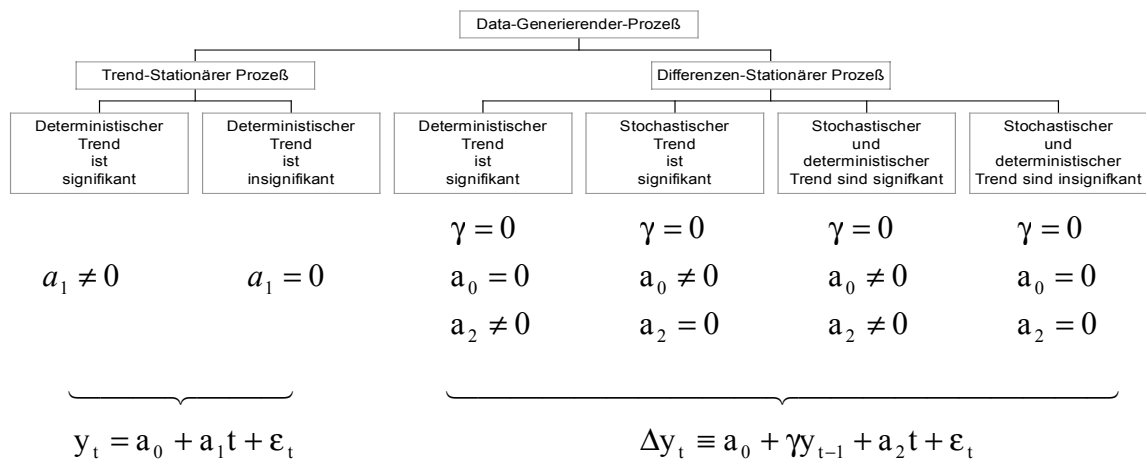 Data-Generierender-Prozeß
Trend-Stationärer Prozeß
Differenzen-Stationärer Prozeß
Deterministischer
Trend
ist
signifikant
Deterministischer
Trend
ist
insignifikant
Deterministischer
Trend
ist
signifikant
Stochastischer
Trend
ist
signifikant
Stochastischer
und
deterministischer
Trend sind signifkant
Stochastischer
und
deterministischer
Trend sind insignifkant
γ = 0
γ = 0
γ = 0
γ = 0
a₁ ≠ 0
a₁ = 0
a₀ = 0
a₀ ≠ 0
a₀ ≠ 0
a₀ = 0
a₂ ≠ 0
a₂ = 0
a₂ ≠ 0
a₂ = 0
yₜ = a₀ + a₁t + εₜ
Δyₜ ≡ a₀ + γyₜ₋₁ + a₂t + εₜ